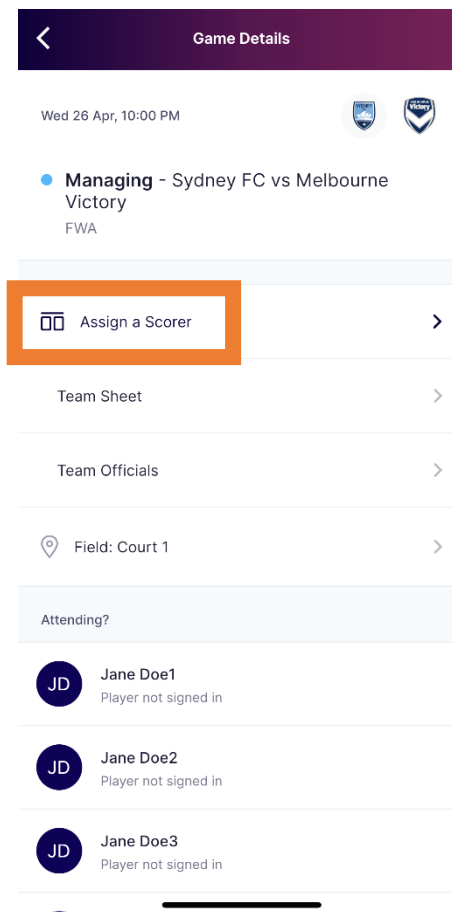 Game Details
Wed 26 Apr, 10:00 PM
Managing - Sydney FC vs Melbourne
Victory
FWA
Assign a Scorer
Team Sheet
Team Officials
Field: Court 1
Attending?
JD
Jane Doe1
Player not signed in
JD
Jane Doe2
Player not signed in
JD
Jane Doe3
Player not signed in